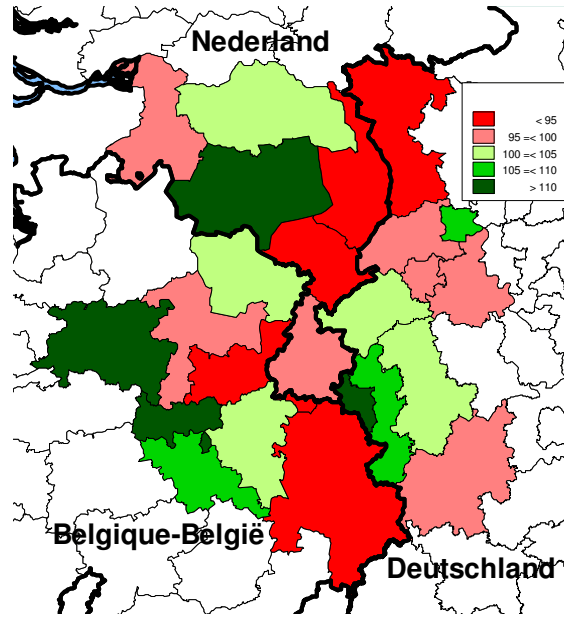 Nederland
< 95
95 =< 100
100 =< 105
105 =< 110
> 110
Belgique-België
Deutschland